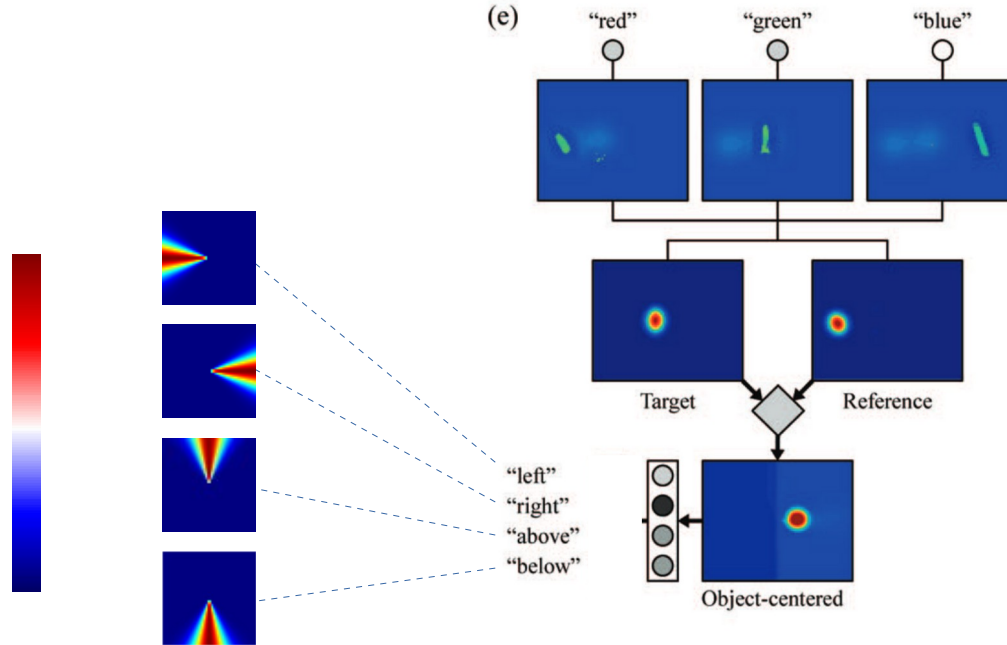 (e)
“red” “green” “blue”
Target Reference
“left”
“right”
“above”
“below”
Object-centered